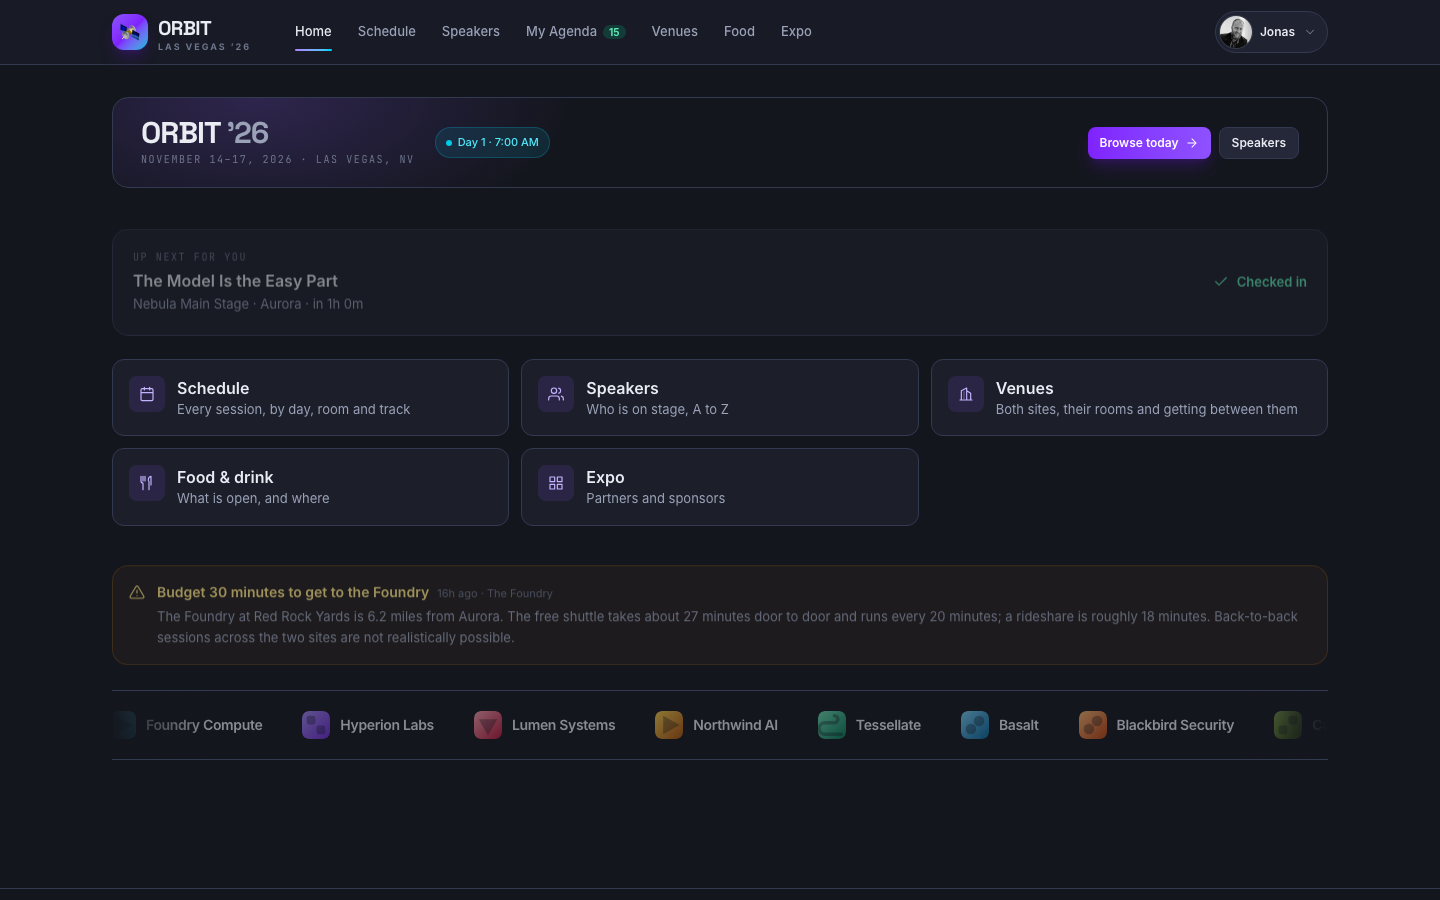 ORBIT
LAS VEGAS '26
Home
Schedule
Speakers
My Agenda 15
Venues
Food
Expo
Jonas
ORBIT ’26
NOVEMBER 14–17, 2026 · LAS VEGAS, NV
Day 1 · 7:00 AM
Browse today
Speakers
UP NEXT FOR YOU
The Model Is the Easy Part
Nebula Main Stage · Aurora · in 1h 0m
Checked in
Schedule
Every session, by day, room and track
Speakers
Who is on stage, A to Z
Venues
Both sites, their rooms and getting between them
Food & drink
What is open, and where
Expo
Partners and sponsors
Budget 30 minutes to get to the Foundry 16h ago · The Foundry
The Foundry at Red Rock Yards is 6.2 miles from Aurora. The free shuttle takes about 27 minutes door to door and runs every 20 minutes; a rideshare is roughly 18 minutes. Back-to-back
sessions across the two sites are not realistically possible.
Foundry Compute
Hyperion Labs
Lumen Systems
Northwind AI
Tessellate
Basalt
Blackbird Security